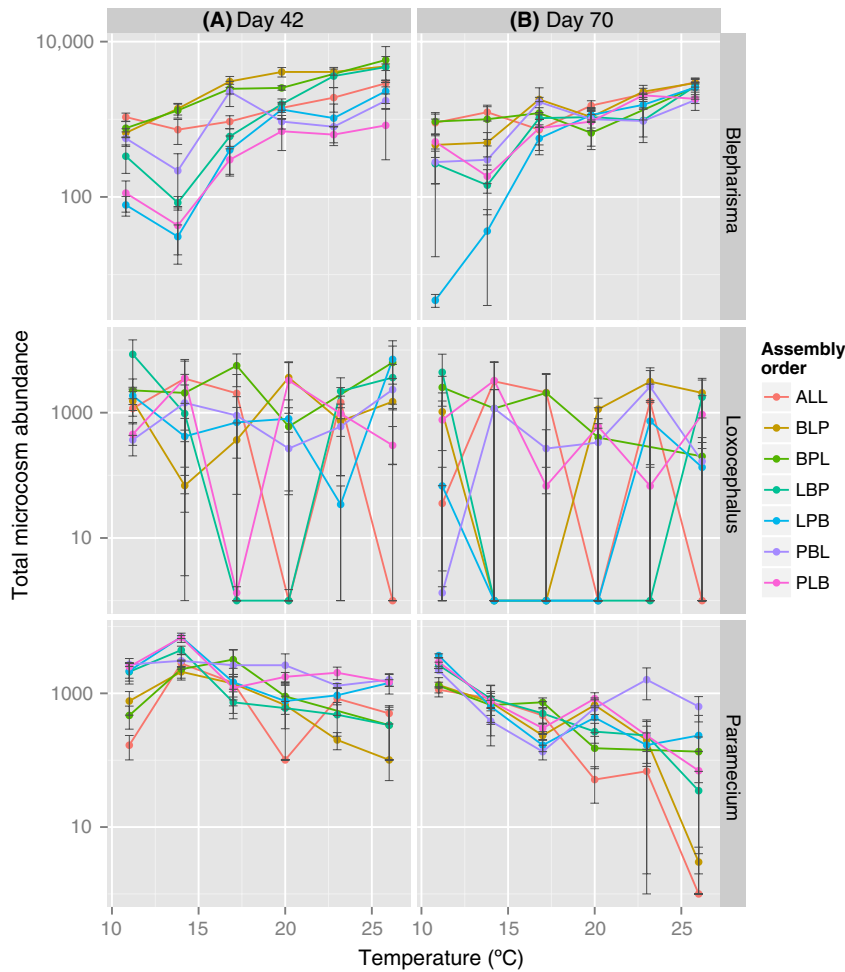 (A) Day 42
(B) Day 70
10,000
100
Blepharisma
Total microcosm abundance
1000
10
Loxocephalus
1000
10
Paramecium
10
15
20
25
10
15
20
25
Temperature (ºC)
Assembly
order
ALL
BLP
BPL
LBP
LPB
PBL
PLB